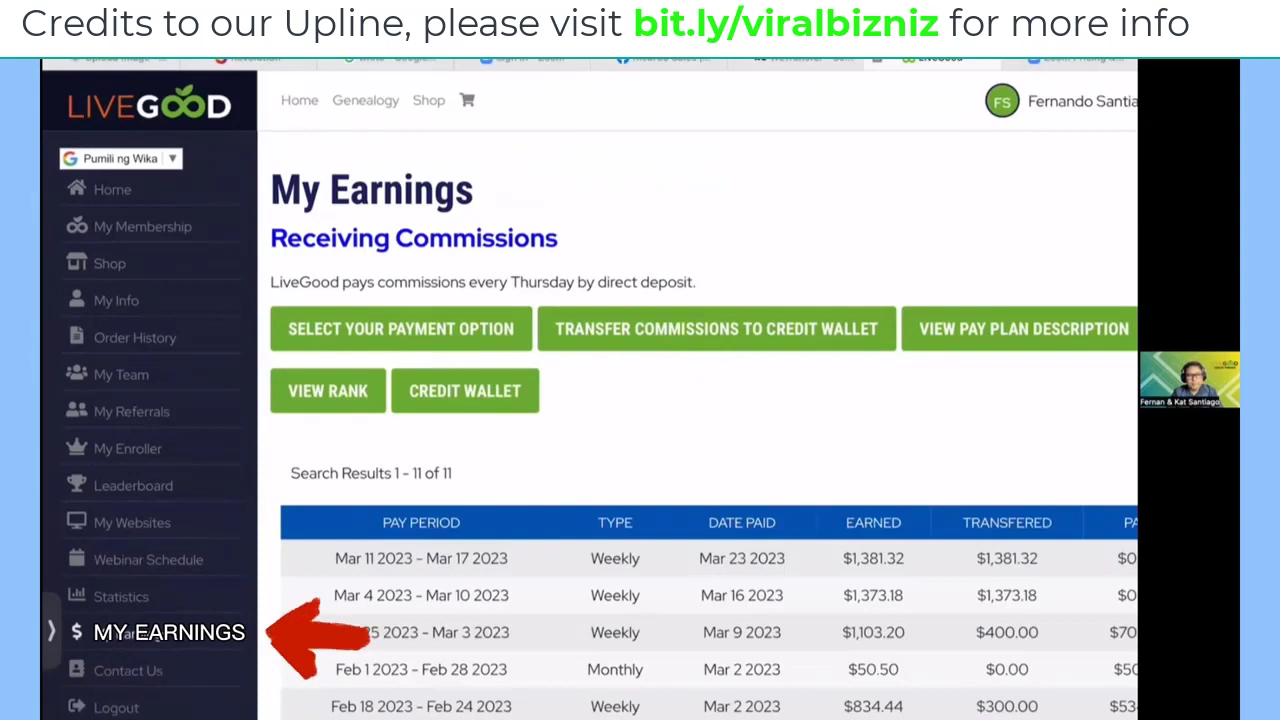 Credits to our Upline, please visit bit.ly/viralbizniz for more info
LIVEGOOD
Home Genealogy Shop
FS Fernando Santia
Pumili ng Wika
Home
My Membership
Shop
My Info
Order History
My Team
My Referrals
My Enroller
Leaderboard
My Websites
Webinar Schedule
Statistics
$ MY EARNINGS
Contact Us
Logout
My Earnings
Receiving Commissions
LiveGood pays commissions every Thursday by direct deposit.
SELECT YOUR PAYMENT OPTION TRANSFER COMMISSIONS TO CREDIT WALLET VIEW PAY PLAN DESCRIPTION
VIEW RANK CREDIT WALLET
Search Results 1 - 11 of 11
PAY PERIOD TYPE DATE PAID EARNED TRANSFERED PA
Mar 11 2023 - Mar 17 2023 Weekly Mar 23 2023 $1,381.32 $1,381.32 $0
Mar 4 2023 - Mar 10 2023 Weekly Mar 16 2023 $1,373.18 $1,373.18 $0
25 2023 - Mar 3 2023 Weekly Mar 9 2023 $1,103.20 $400.00 $70
Feb 1 2023 - Feb 28 2023 Monthly Mar 2 2023 $50.50 $0.00 $50
Feb 18 2023 - Feb 24 2023 Weekly Mar 2 2023 $834.44 $300.00 $53
Fernan & Kat Santiago